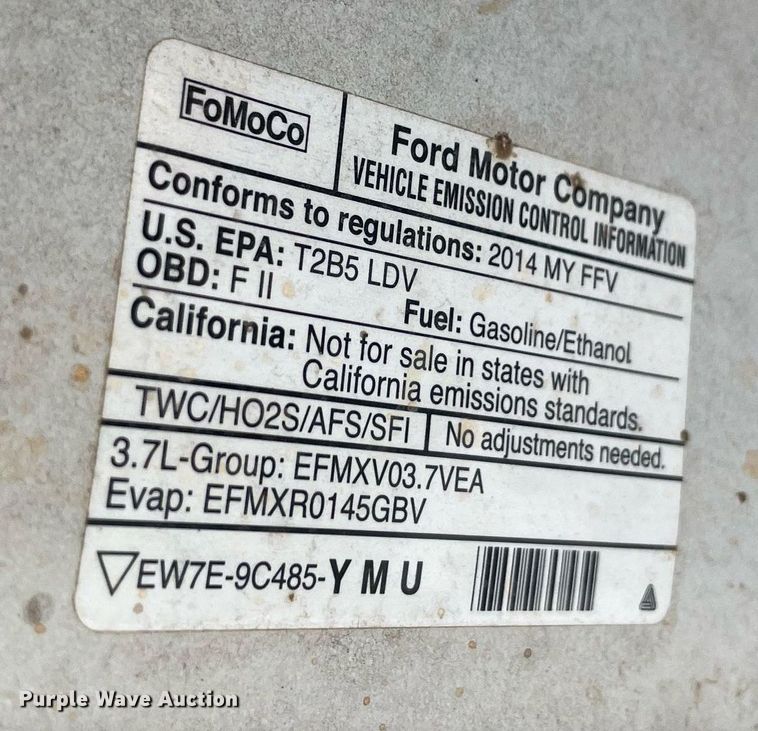 FoMoCo
Ford Motor Company
VEHICLE EMISSION CONTROL INFORMATION
Conforms to regulations: 2014 MY FFV
U.S. EPA: T2B5 LDV
OBD: F II
Fuel: Gasoline/Ethanol
California: Not for sale in states with
California emissions standards.
TWC/HO2S/AFS/SFI
No adjustments needed.
3.7L-Group: EFMXV03.7VEA
Evap: EFMXR0145GBV
EW7E-9C485-Y M U
Purple Wave Auction